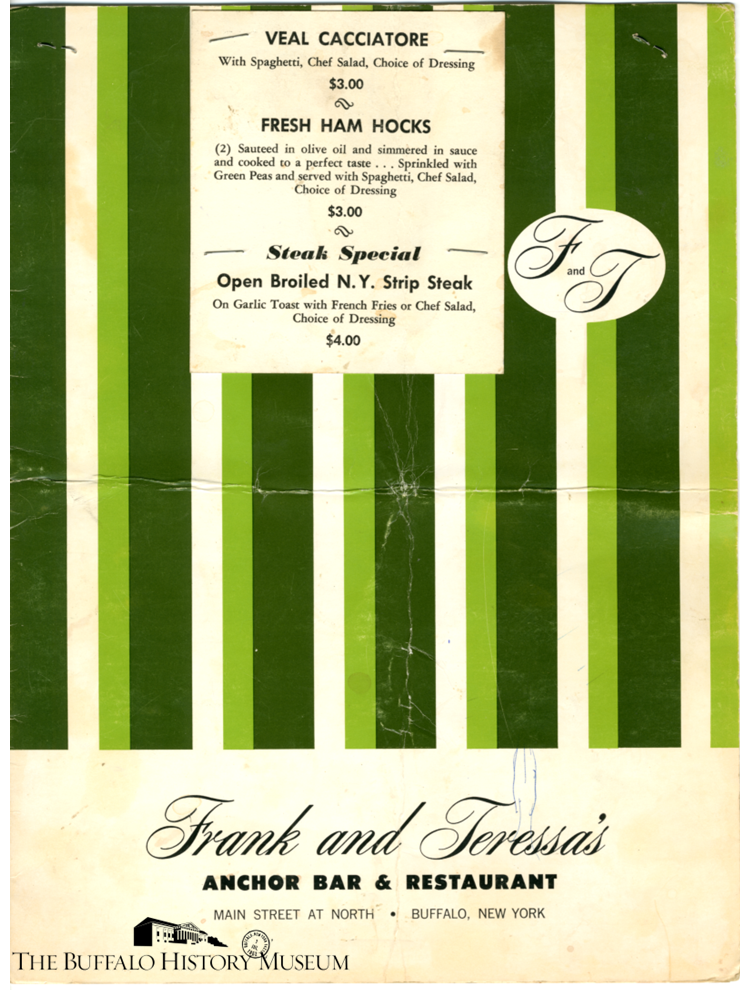 VEAL CACCIATORE
With Spaghetti, Chef Salad, Choice of Dressing
$3.00
FRESH HAM HOCKS
(2) Sauteed in olive oil and simmered in sauce
and cooked to a perfect taste . . . Sprinkled with
Green Peas and served with Spaghetti, Chef Salad,
Choice of Dressing
$3.00
Steak Special
Open Broiled N.Y. Strip Steak
On Garlic Toast with French Fries or Chef Salad,
Choice of Dressing
$4.00
F and T
Frank and Teressa's
ANCHOR BAR & RESTAURANT
MAIN STREET AT NORTH • BUFFALO, NEW YORK
THE BUFFALO HISTORY MUSEUM